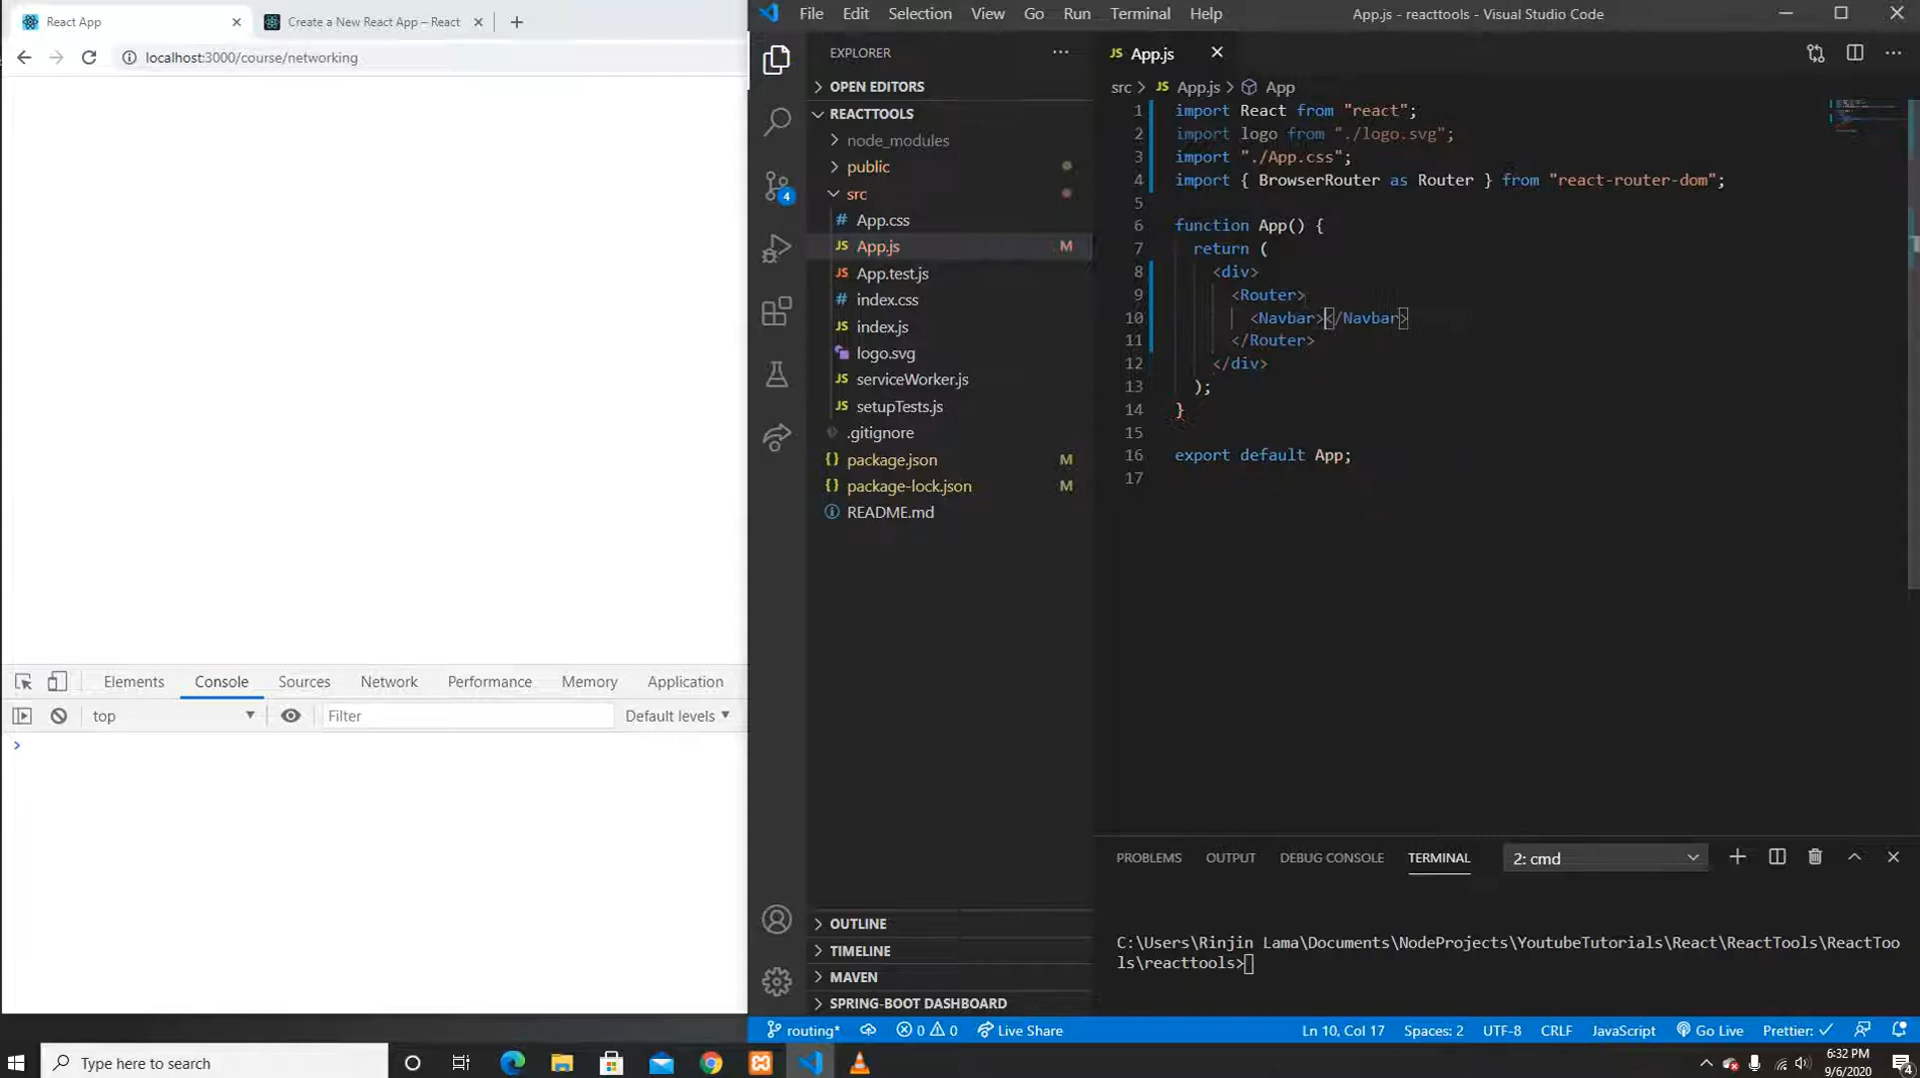 React App
Create a New React App – React
localhost:3000/course/networking
Elements Console Sources Network Performance Memory Application
top Filter Default levels
>
File Edit Selection View Go Run Terminal Help App.js - reacttools - Visual Studio Code
EXPLORER
OPEN EDITORS
REACTTOOLS
node_modules
public
src
# App.css
JS App.js M
JS App.test.js
# index.css
JS index.js
logo.svg
JS serviceWorker.js
JS setupTests.js
.gitignore
{} package.json M
{} package-lock.json M
README.md
OUTLINE
TIMELINE
MAVEN
SPRING-BOOT DASHBOARD
4
JS App.js
src > JS App.js > App
1 import React from "react";
2 import logo from "./logo.svg";
3 import "./App.css";
4 import { BrowserRouter as Router } from "react-router-dom";
5
6 function App() {
7 return (
8 <div>
9 <Router>
10 <Navbar></Navbar>
11 </Router>
12 </div>
13 );
14 }
15
16 export default App;
17
PROBLEMS OUTPUT DEBUG CONSOLE TERMINAL 2: cmd
C:\Users\Rinjin Lama\Documents\NodeProjects\YoutubeTutorials\React\ReactTools\ReactToo
ls\reacttools>
routing* 0 0 Live Share Ln 10, Col 17 Spaces: 2 UTF-8 CRLF JavaScript Go Live Prettier: ✓
Type here to search
6:32 PM
9/6/2020
4